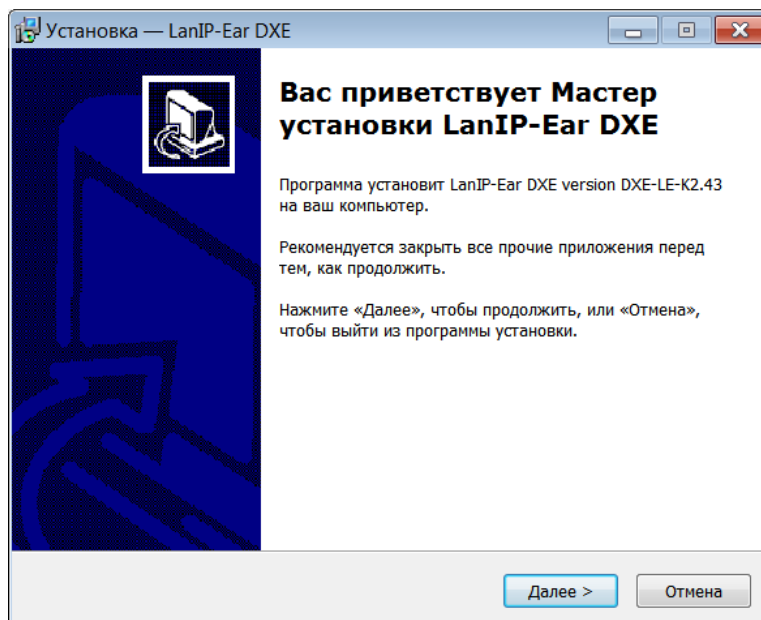 Установка — LanIP-Ear DXE
Вас приветствует Мастер
установки LanIP-Ear DXE
Программа установит LanIP-Ear DXE version DXE-LE-K2.43
на ваш компьютер.
Рекомендуется закрыть все прочие приложения перед
тем, как продолжить.
Нажмите «Далее», чтобы продолжить, или «Отмена»,
чтобы выйти из программы установки.
Далее >
Отмена